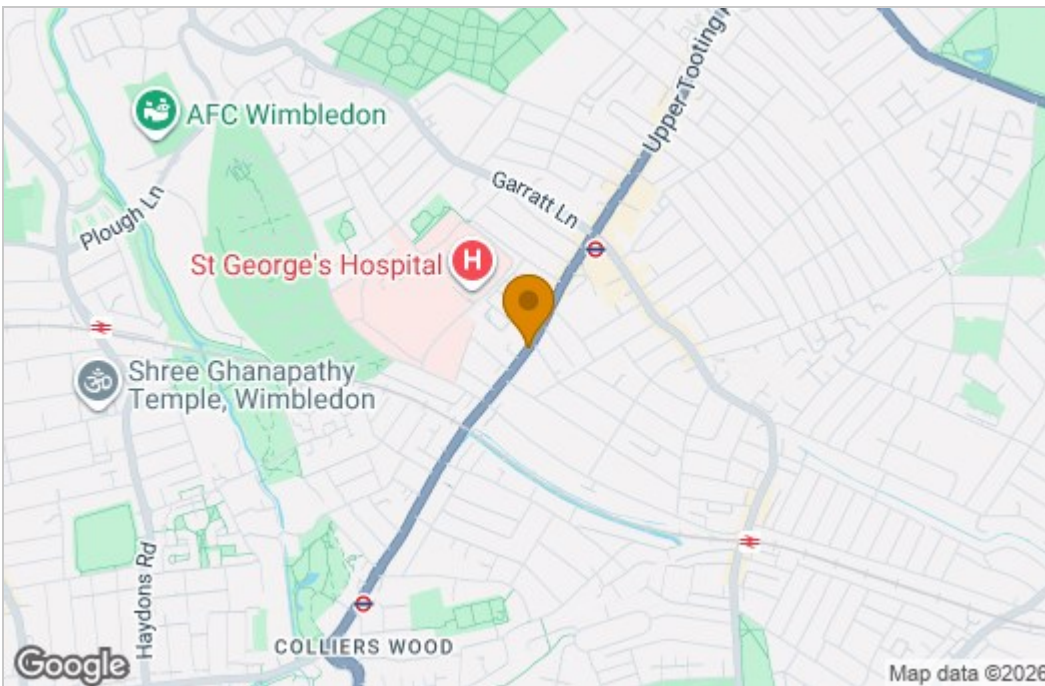 Upper Tooting
AFC Wimbledon
Garratt Ln
Plough Ln
St George's Hospital
H
Shree Ghanapathy
Temple, Wimbledon
ॐ
Haydons Rd
COLLIERS WOOD
Google
Map data ©2026